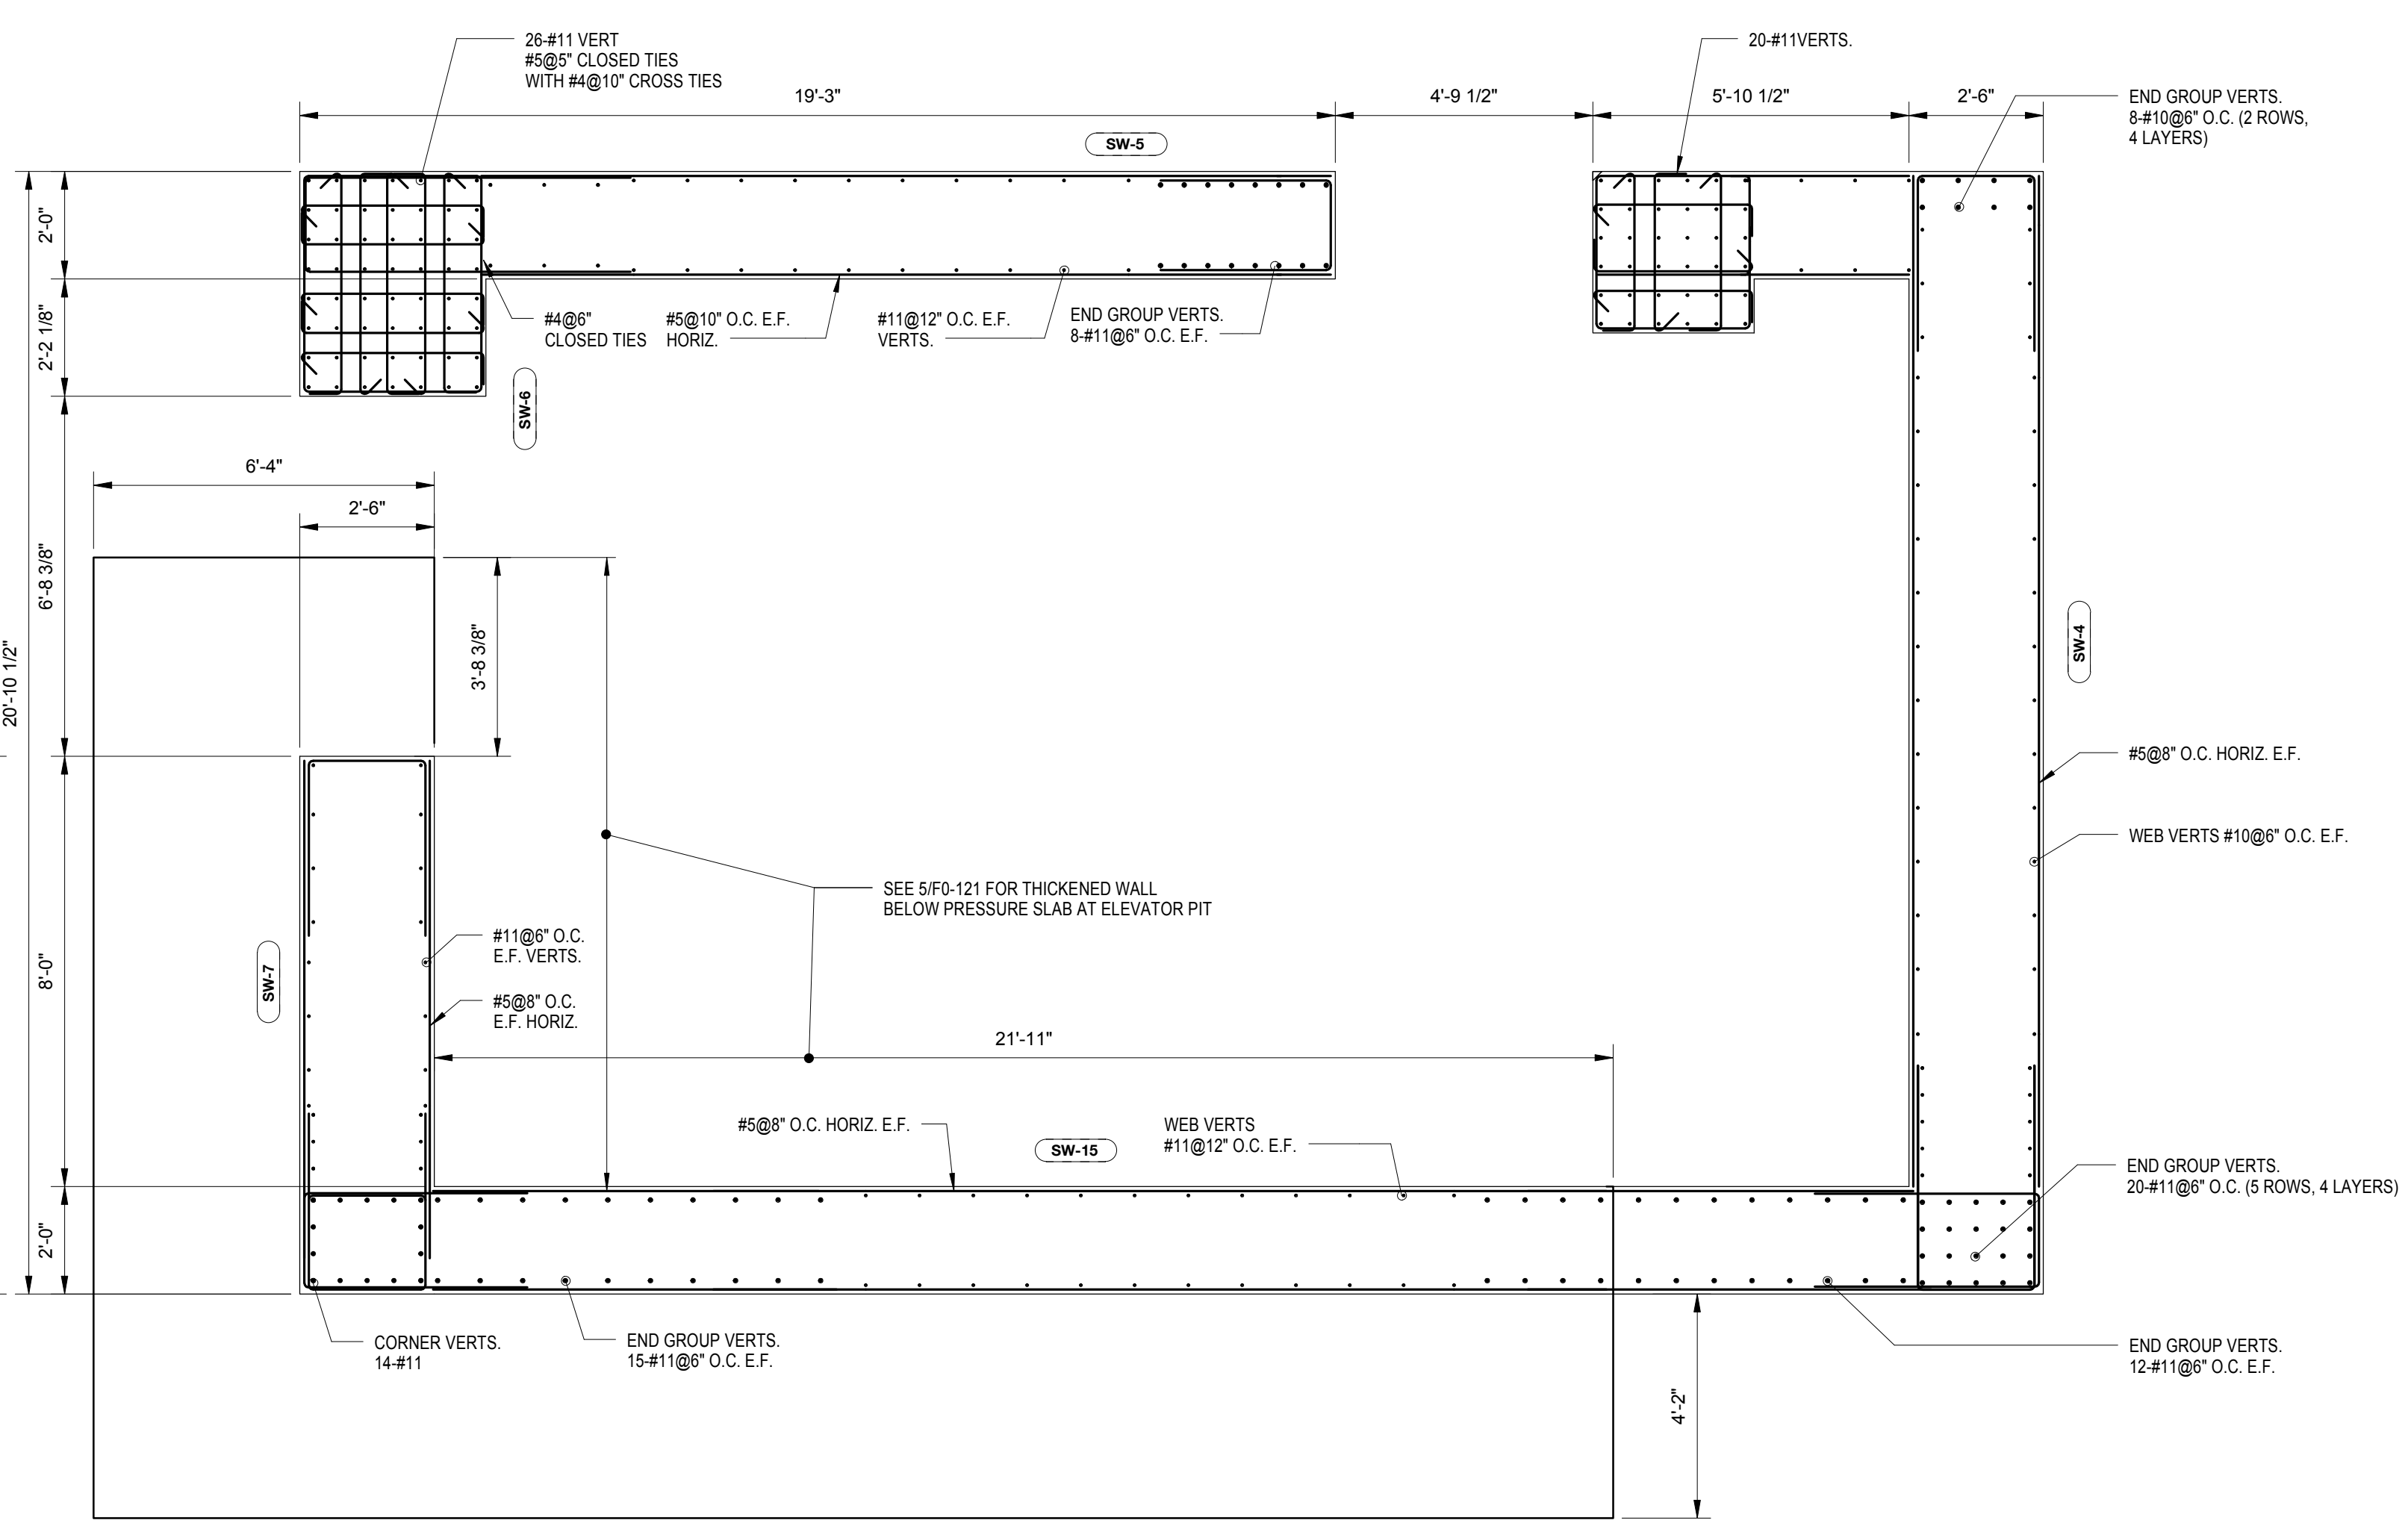 26-#11 VERT
#5@5" CLOSED TIES
WITH #4@10" CROSS TIES
20-#11VERTS.
19'-3"
4'-9 1/2"
5'-10 1/2"
2'-6"
END GROUP VERTS.
8-#10@6" O.C. (2 ROWS,
4 LAYERS)
SW-5
2'-0"
2'-2 1/8"
#4@6"
CLOSED TIES
#5@10" O.C. E.F.
HORIZ.
#11@12" O.C. E.F.
VERTS.
END GROUP VERTS.
8-#11@6" O.C. E.F.
SW-6
6'-4"
2'-6"
6'-8 3/8"
20'-10 1/2"
3'-8 3/8"
SW-4
#5@8" O.C. HORIZ. E.F.
WEB VERTS #10@6" O.C. E.F.
SEE 5/F0-121 FOR THICKENED WALL
BELOW PRESSURE SLAB AT ELEVATOR PIT
#11@6" O.C.
E.F. VERTS.
SW-7
8'-0"
#5@8" O.C.
E.F. HORIZ.
21'-11"
#5@8" O.C. HORIZ. E.F.
SW-15
WEB VERTS
#11@12" O.C. E.F.
END GROUP VERTS.
20-#11@6" O.C. (5 ROWS, 4 LAYERS)
2'-0"
CORNER VERTS.
14-#11
END GROUP VERTS.
15-#11@6" O.C. E.F.
END GROUP VERTS.
12-#11@6" O.C. E.F.
4'-2"